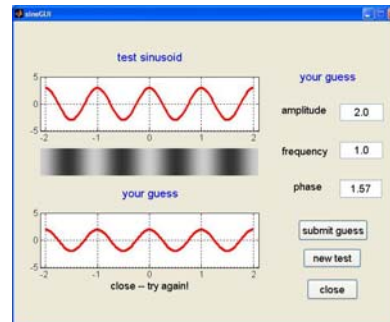 sineGUI
test sinusoid
5
0
-5
-2 -1 0 1 2
your guess
5
0
-5
-2 -1 0 1 2
close -- try again!
your guess
amplitude 2.0
frequency 1.0
phase 1.57
submit guess
new test
close